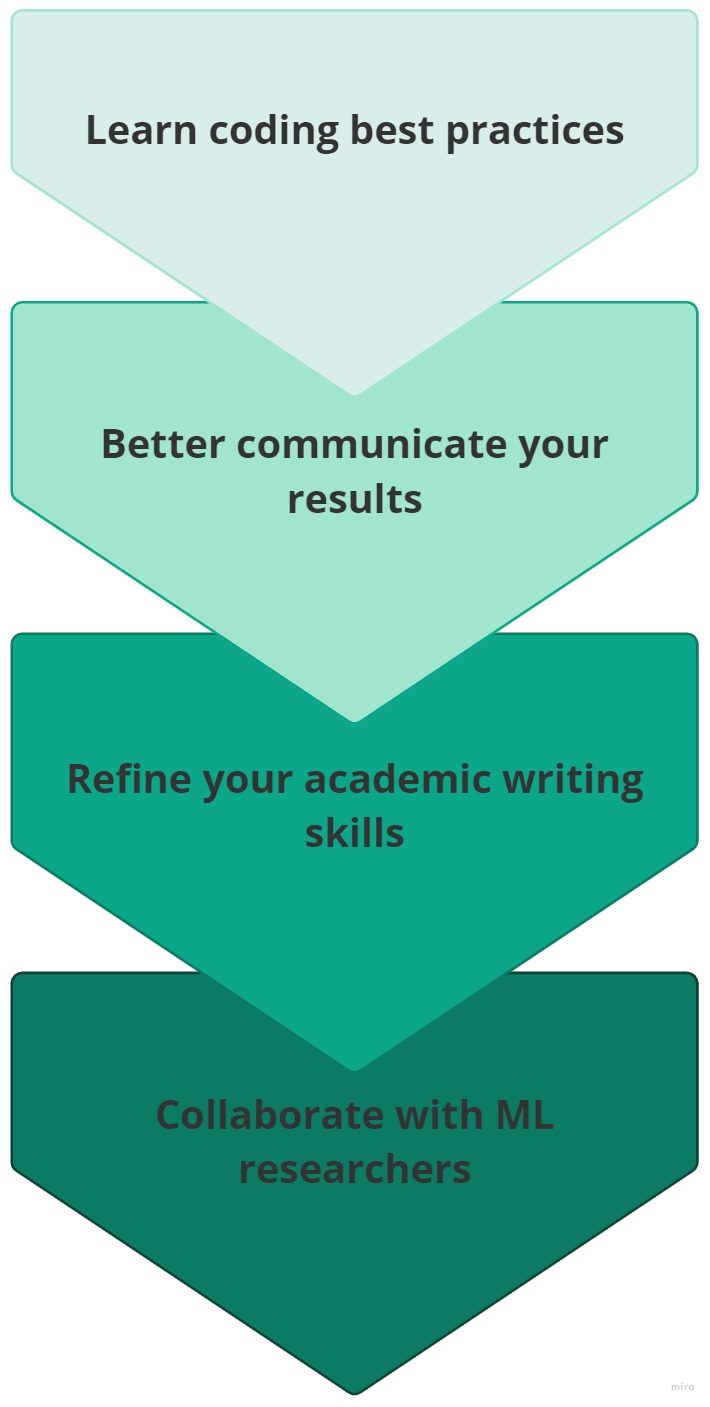 Learn coding best practices
Better communicate your
results
Refine your academic writing
skills
Collaborate with ML
researchers
miro